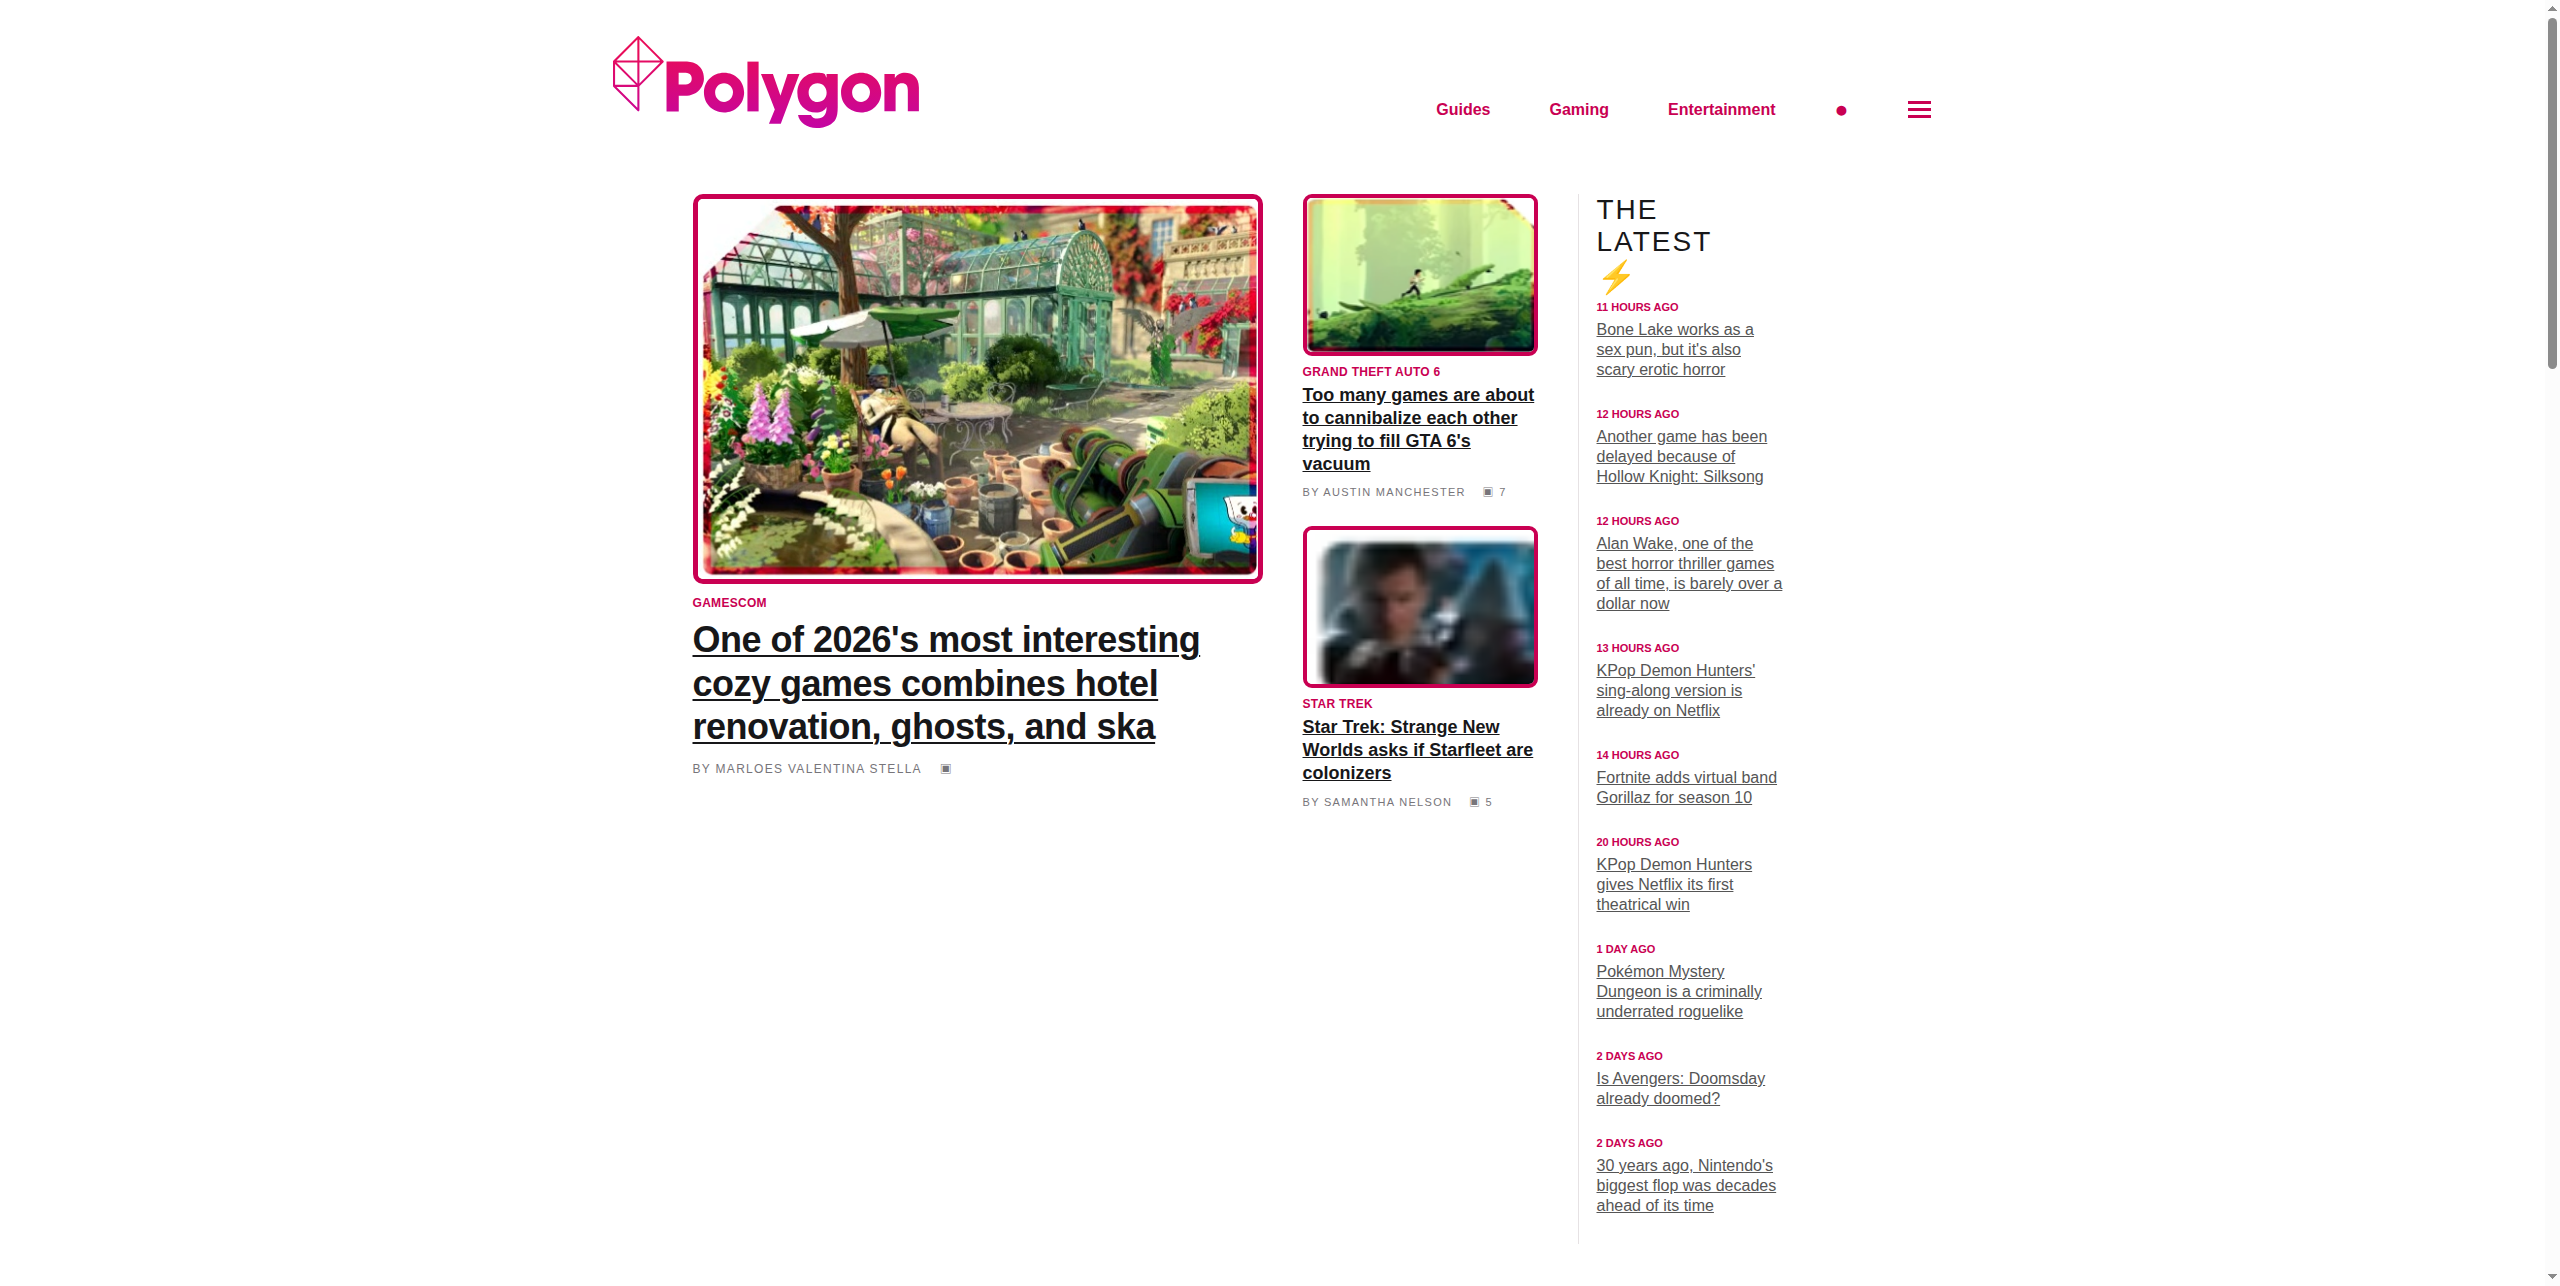 Polygon
Guides
Gaming
Entertainment
GAMESCOM
One of 2026's most interesting
cozy games combines hotel
renovation, ghosts, and ska
BY MARLOES VALENTINA STELLA
GRAND THEFT AUTO 6
Too many games are about
to cannibalize each other
trying to fill GTA 6's
vacuum
BY AUSTIN MANCHESTER 7
STAR TREK
Star Trek: Strange New
Worlds asks if Starfleet are
colonizers
BY SAMANTHA NELSON 5
THE
LATEST
11 HOURS AGO
Bone Lake works as a
sex pun, but it's also
scary erotic horror
12 HOURS AGO
Another game has been
delayed because of
Hollow Knight: Silksong
12 HOURS AGO
Alan Wake, one of the
best horror thriller games
of all time, is barely over a
dollar now
13 HOURS AGO
KPop Demon Hunters'
sing-along version is
already on Netflix
14 HOURS AGO
Fortnite adds virtual band
Gorillaz for season 10
20 HOURS AGO
KPop Demon Hunters
gives Netflix its first
theatrical win
1 DAY AGO
Pokémon Mystery
Dungeon is a criminally
underrated roguelike
2 DAYS AGO
Is Avengers: Doomsday
already doomed?
2 DAYS AGO
30 years ago, Nintendo's
biggest flop was decades
ahead of its time